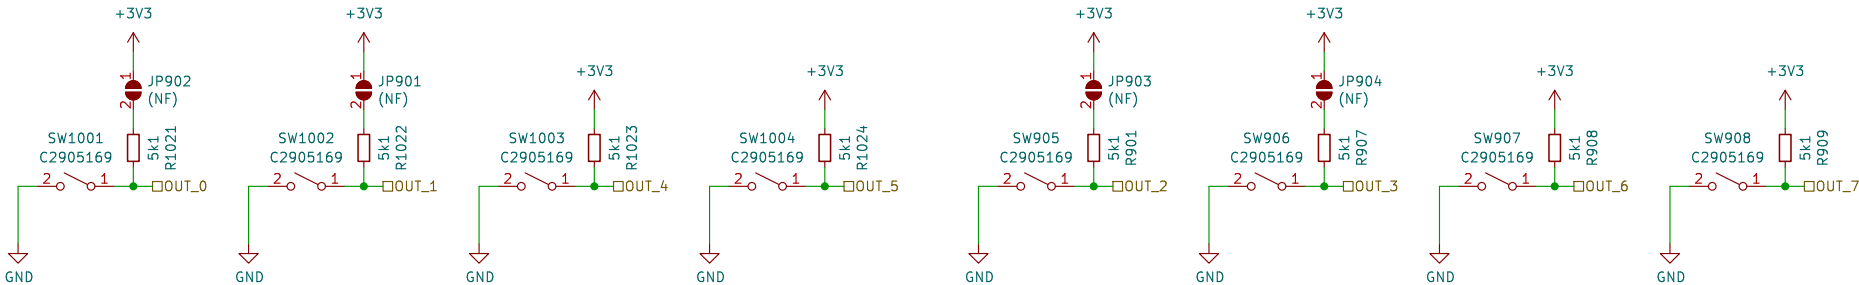 +3V3
1
JP902
(NF)
2
SW1001
C2905169
5k1
R1021
2
1
OUT_0
GND
+3V3
1
JP901
(NF)
2
SW1002
C2905169
5k1
R1022
2
1
OUT_1
GND
+3V3
SW1003
C2905169
5k1
R1023
2
1
OUT_4
GND
+3V3
SW1004
C2905169
5k1
R1024
2
1
OUT_5
GND
+3V3
1
JP903
(NF)
2
SW905
C2905169
5k1
R901
2
1
OUT_2
GND
+3V3
1
JP904
(NF)
2
SW906
C2905169
5k1
R907
2
1
OUT_3
GND
+3V3
SW907
C2905169
5k1
R908
2
1
OUT_6
GND
+3V3
SW908
C2905169
5k1
R909
2
1
OUT_7
GND